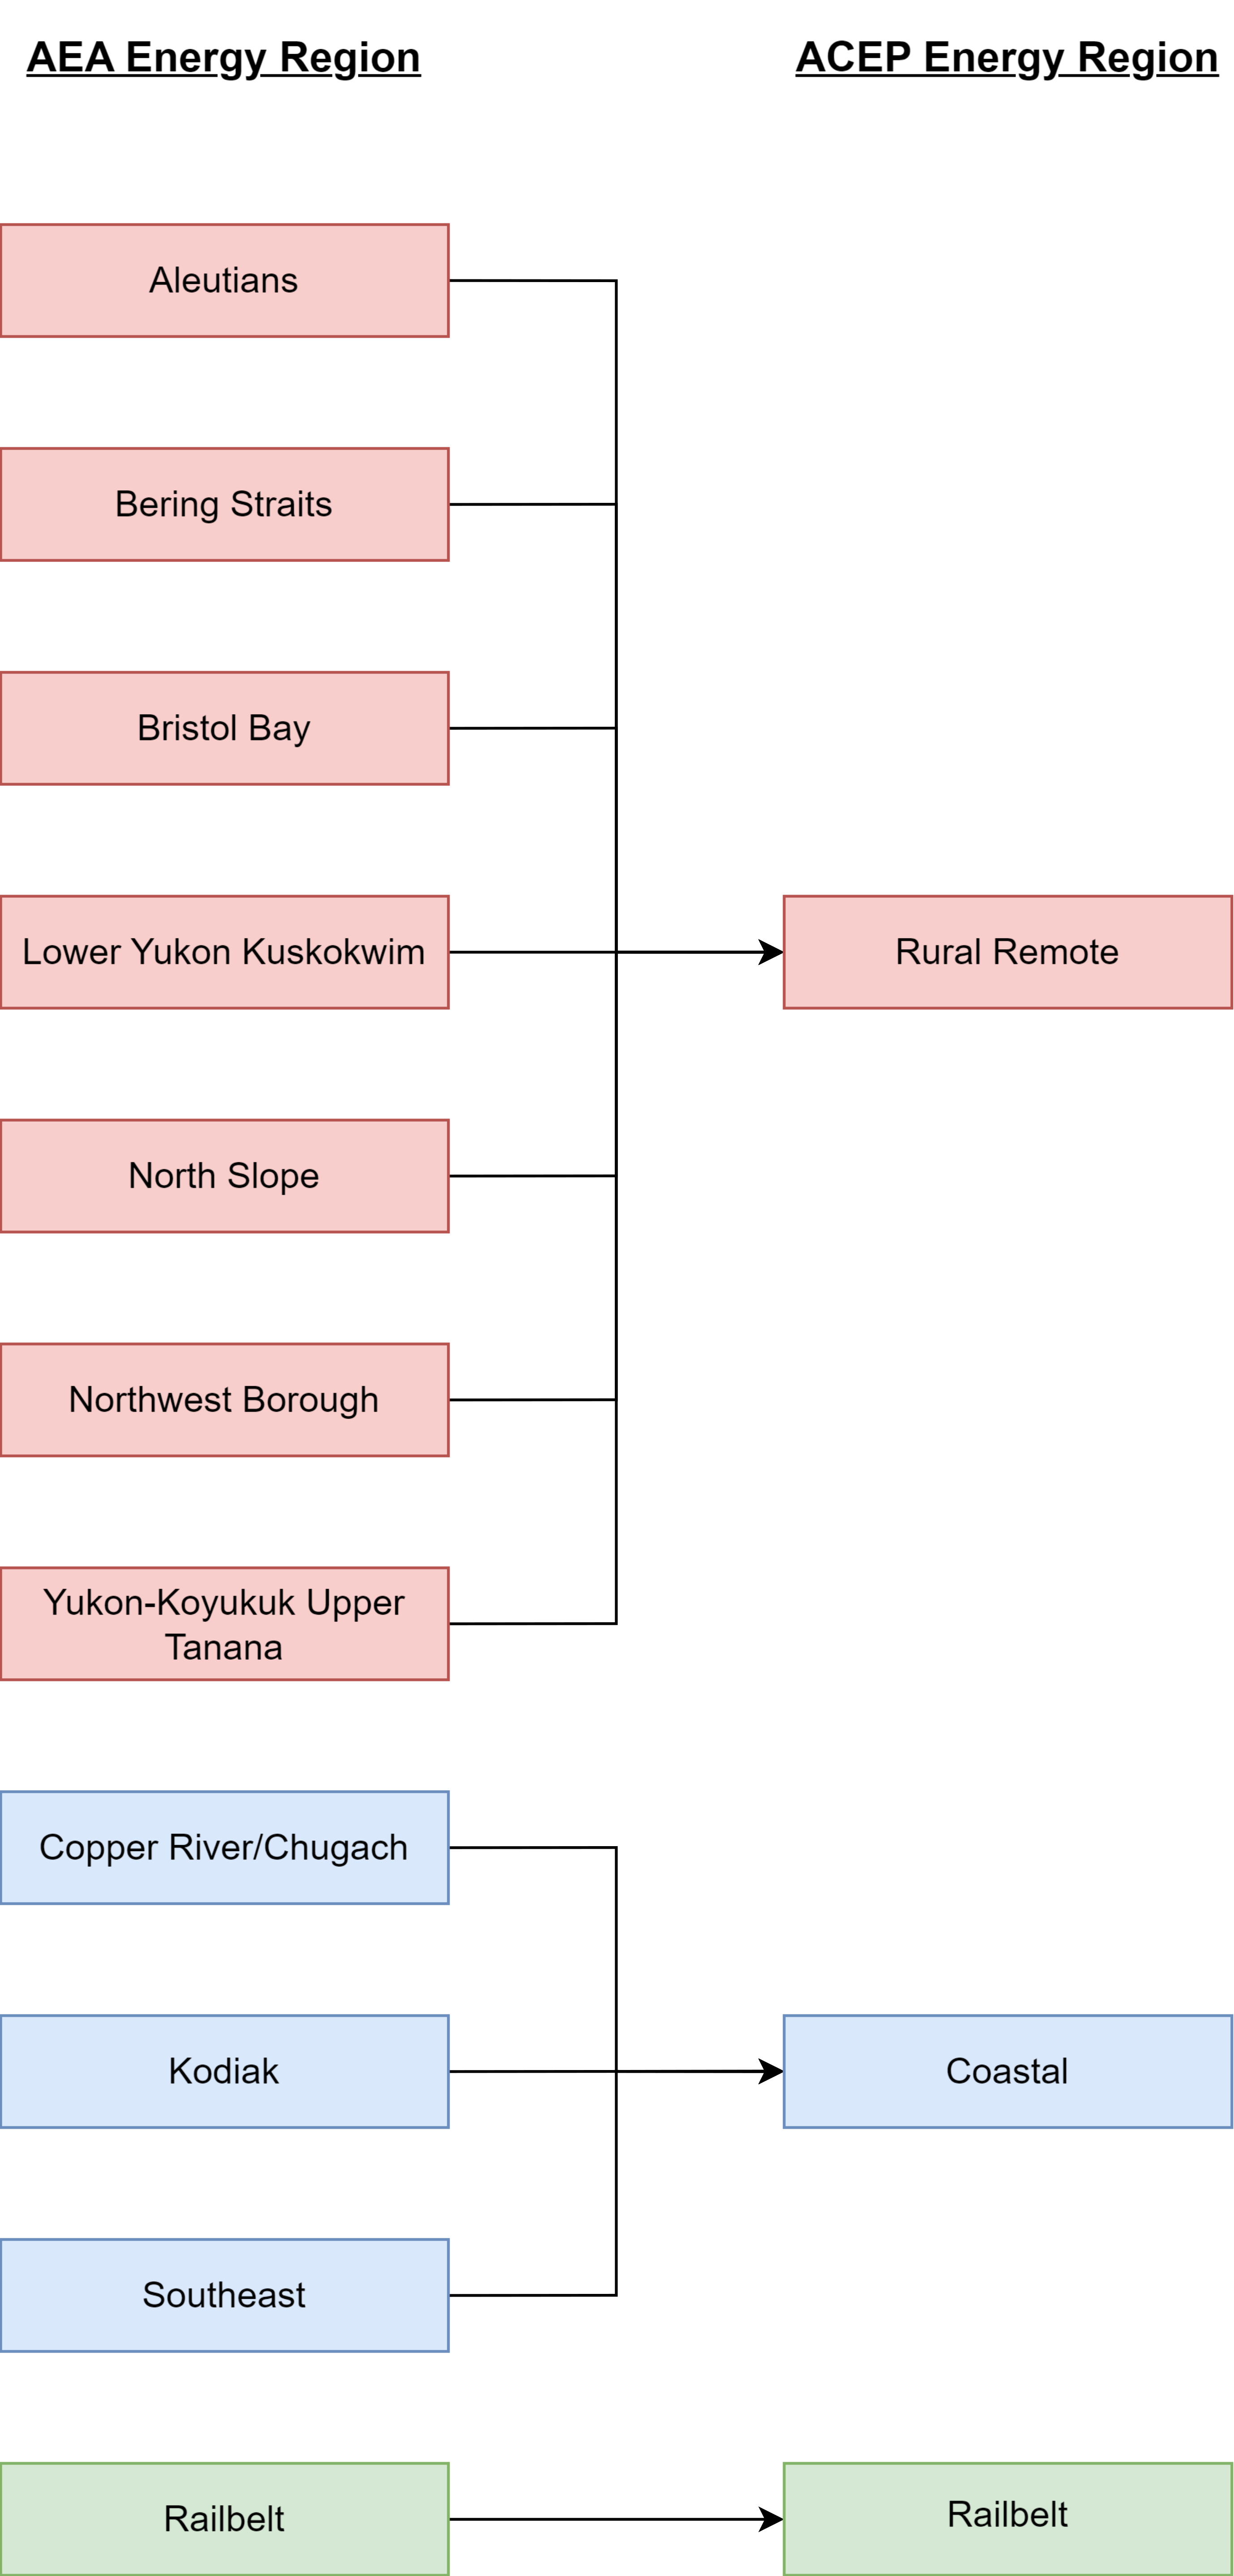 AEA Energy Region
ACEP Energy Region
Aleutians
Bering Straits
Bristol Bay
Lower Yukon Kuskokwim
Rural Remote
North Slope
Northwest Borough
Yukon-Koyukuk Upper
Tanana
Copper River/Chugach
Kodiak
Coastal
Southeast
Railbelt
Railbelt